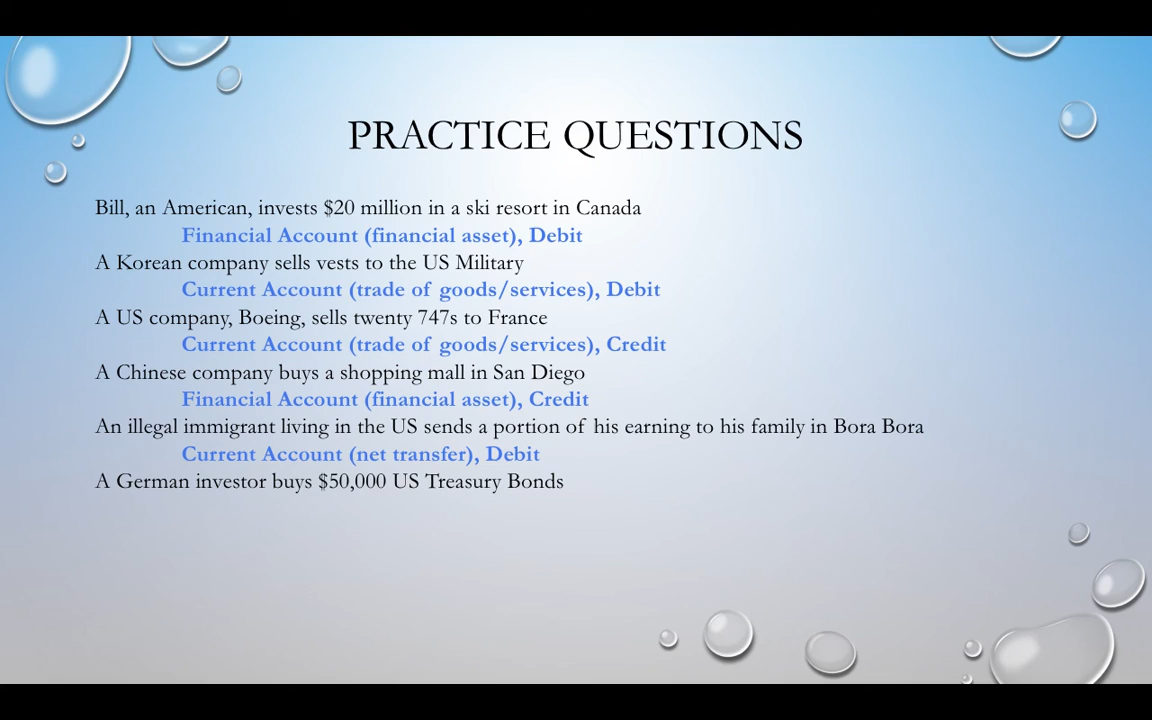 PRACTICE QUESTIONS
Bill, an American, invests $20 million in a ski resort in Canada
Financial Account (financial asset), Debit
A Korean company sells vests to the US Military
Current Account (trade of goods/services), Debit
A US company, Boeing, sells twenty 747s to France
Current Account (trade of goods/services), Credit
A Chinese company buys a shopping mall in San Diego
Financial Account (financial asset), Credit
An illegal immigrant living in the US sends a portion of his earning to his family in Bora Bora
Current Account (net transfer), Debit
A German investor buys $50,000 US Treasury Bonds